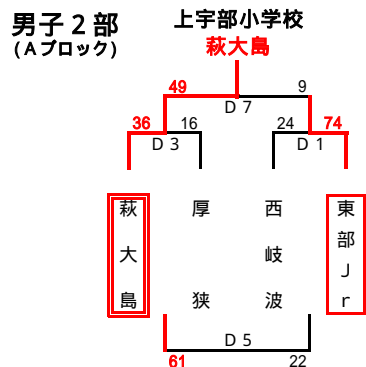 男子２部
(Ａブロック)
上宇部小学校
萩大島
49
9
Ｄ７
36
16
24
74
Ｄ３
Ｄ１
萩大島
厚狭
西岐波
東部Ｊｒ
Ｄ５
61
22